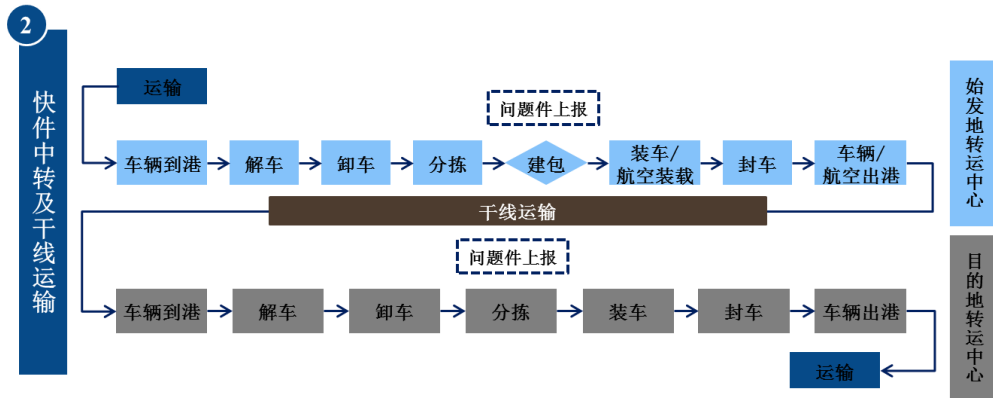 2
快件中转及干线运输
运输
问题件上报
车辆到港
解车
卸车
分拣
建包
装车/
航空装载
封车
车辆/
航空出港
始发地转运中心
干线运输
问题件上报
车辆到港
解车
卸车
分拣
装车
封车
车辆出港
目的地转运中心
运输